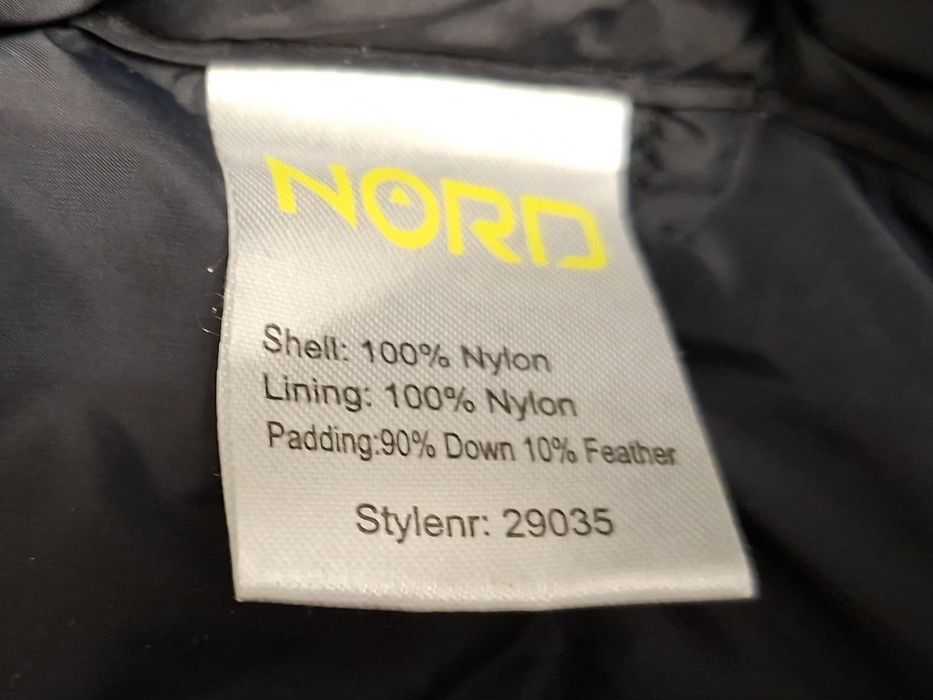 NORD
Shell: 100% Nylon
Lining: 100% Nylon
Padding:90% Down 10% Feather
Stylenr: 29035